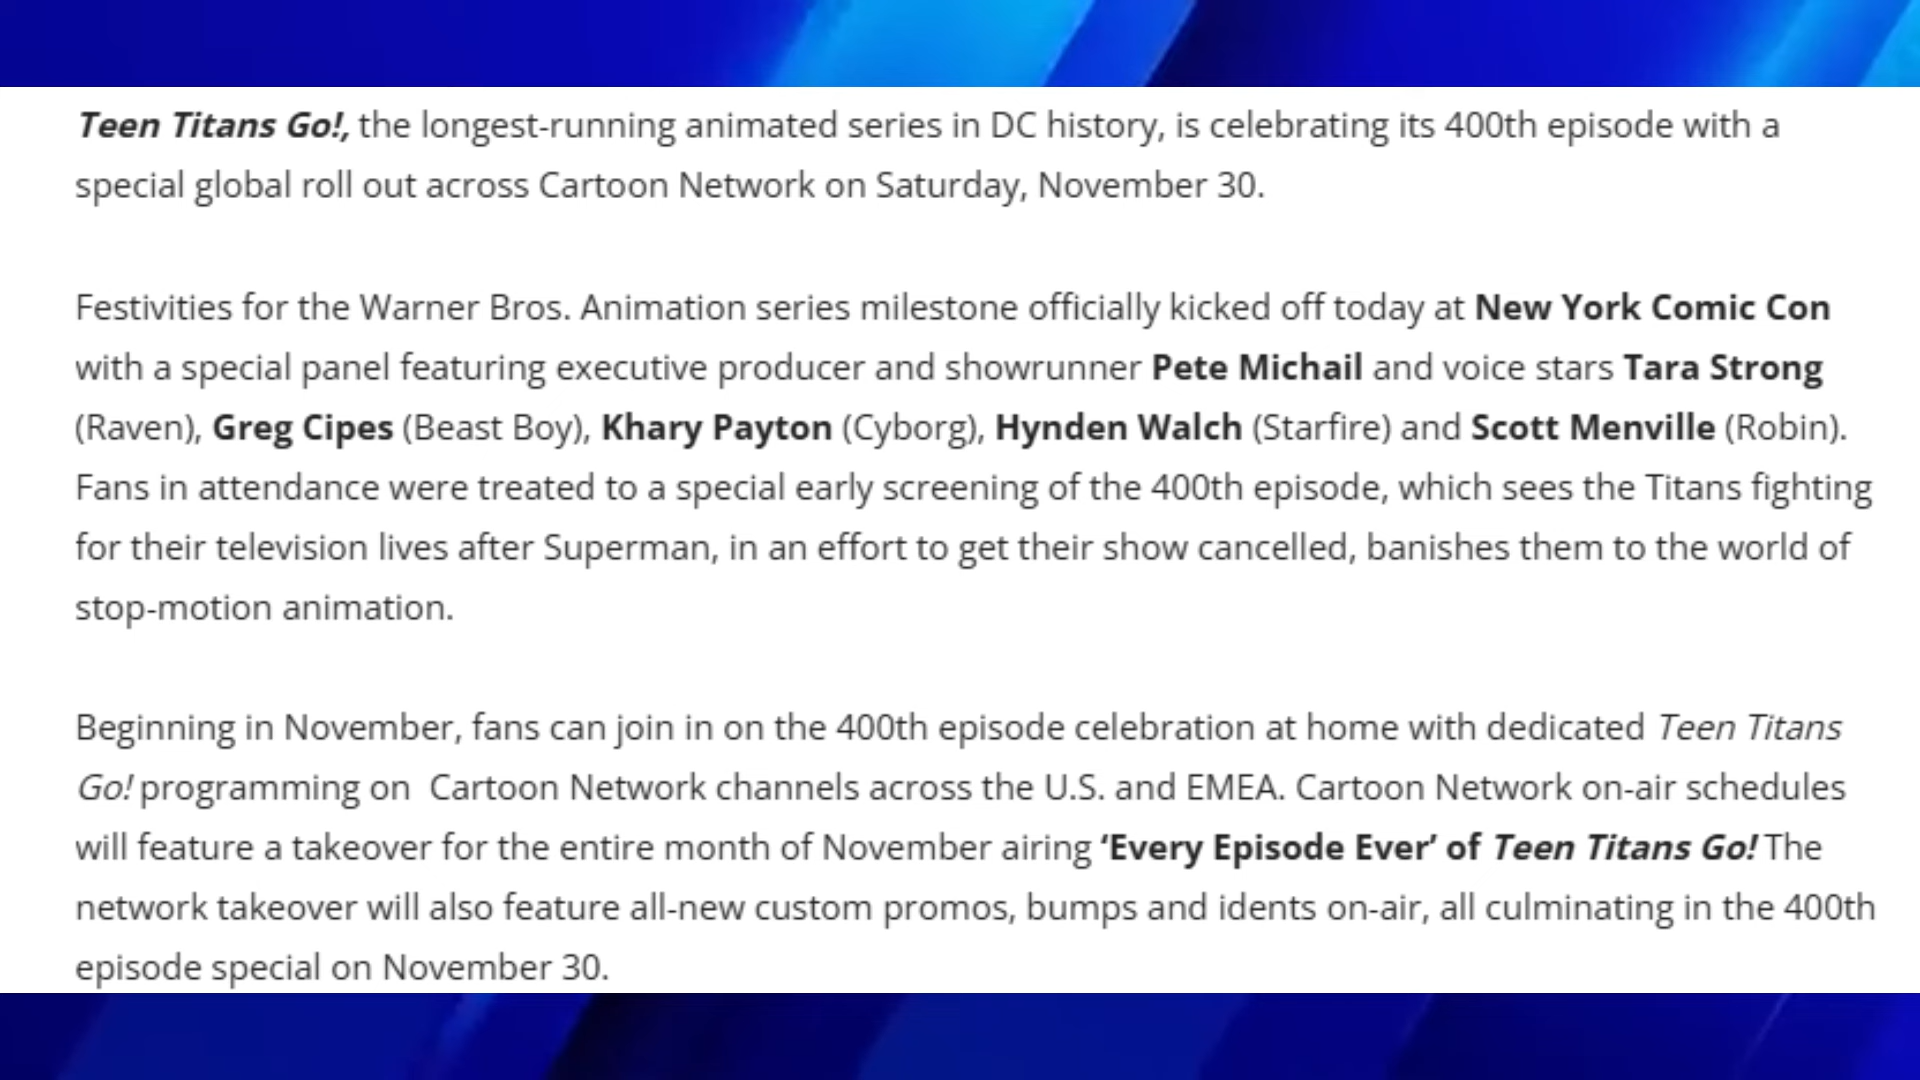 Teen Titans Go!, the longest-running animated series in DC history, is celebrating its 400th episode with a
special global roll out across Cartoon Network on Saturday, November 30.
Festivities for the Warner Bros. Animation series milestone officially kicked off today at New York Comic Con
with a special panel featuring executive producer and showrunner Pete Michail and voice stars Tara Strong
(Raven), Greg Cipes (Beast Boy), Khary Payton (Cyborg), Hynden Walch (Starfire) and Scott Menville (Robin).
Fans in attendance were treated to a special early screening of the 400th episode, which sees the Titans fighting
for their television lives after Superman, in an effort to get their show cancelled, banishes them to the world of
stop-motion animation.
Beginning in November, fans can join in on the 400th episode celebration at home with dedicated Teen Titans
Go! programming on  Cartoon Network channels across the U.S. and EMEA. Cartoon Network on-air schedules
will feature a takeover for the entire month of November airing ‘Every Episode Ever’ of Teen Titans Go! The
network takeover will also feature all-new custom promos, bumps and idents on-air, all culminating in the 400th
episode special on November 30.